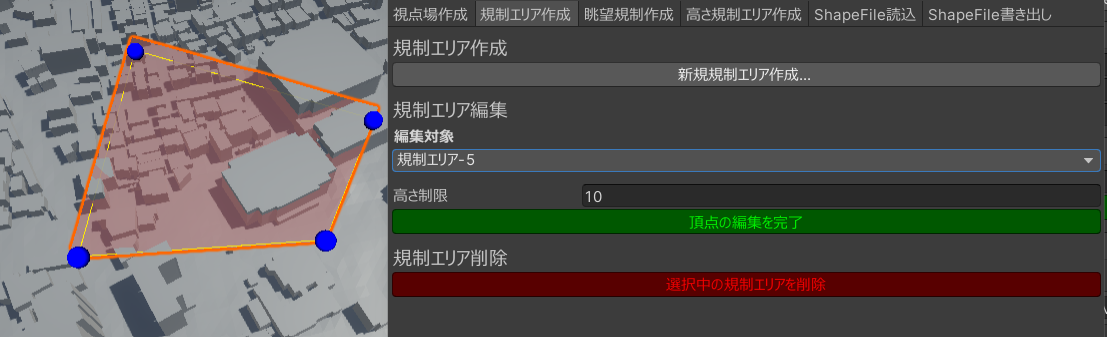 視点場作成 規制エリア作成 眺望規制作成 高さ規制エリア作成 ShapeFile読込 ShapeFile書き出し
規制エリア作成
新規規制エリア作成...
規制エリア編集
編集対象
規制エリア-5
高さ制限 10
頂点の編集を完了
規制エリア削除
選択中の規制エリアを削除